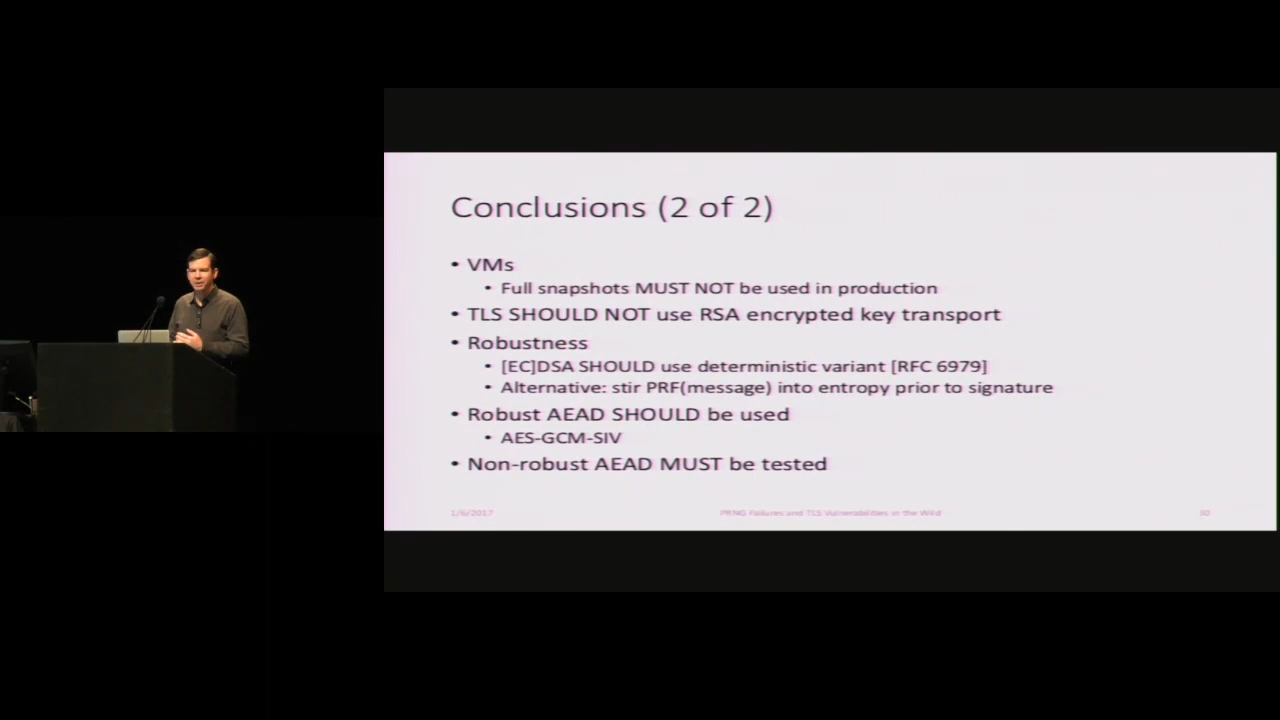 Conclusions (2 of 2)
• VMs
• Full snapshots MUST NOT be used in production
• TLS SHOULD NOT use RSA encrypted key transport
• Robustness
• [EC]DSA SHOULD use deterministic variant [RFC 6979]
• Alternative: stir PRF(message) into entropy prior to signature
• Robust AEAD SHOULD be used
• AES-GCM-SIV
• Non-robust AEAD MUST be tested
1/6/2017 PRNG Failures and TLS Vulnerabilities in the Wild 30